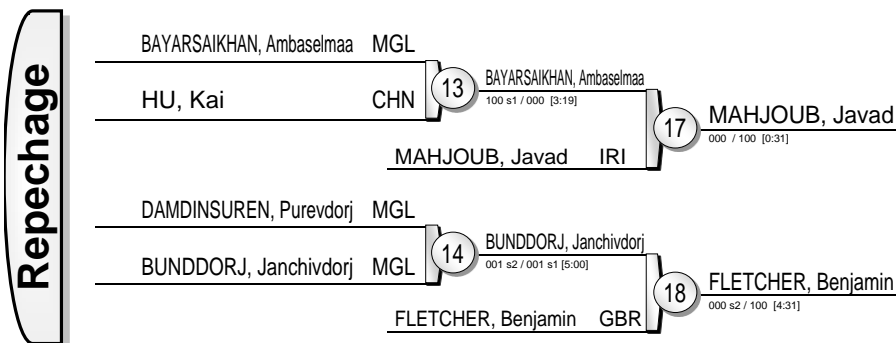 Repechage
BAYARSAIKHAN, Ambaselmaa MGL
HU, Kai CHN
13
BAYARSAIKHAN, Ambaselmaa
100 s1 / 000 [3:19]
MAHJOUB, Javad IRI
17
MAHJOUB, Javad
000 / 100 [0:31]
DAMDINSUREN, Purevdorj MGL
BUNDDORJ, Janchivdorj MGL
14
BUNDDORJ, Janchivdorj
001 s2 / 001 s1 [5:00]
FLETCHER, Benjamin GBR
18
FLETCHER, Benjamin
000 s2 / 100 [4:31]